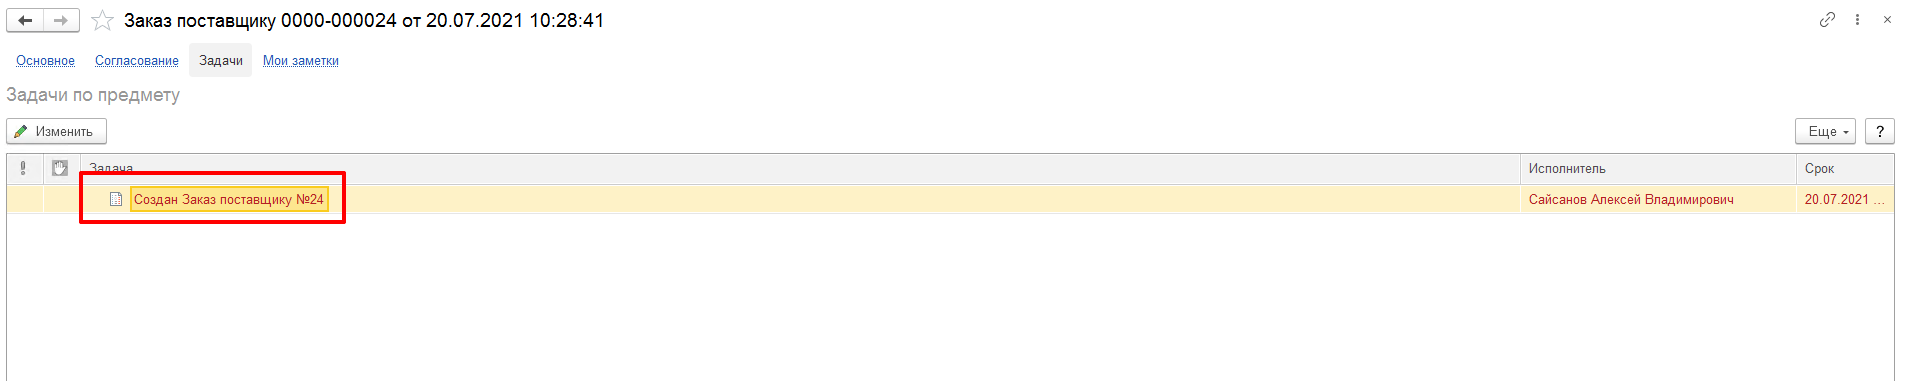 Заказ поставщику 0000-000024 от 20.07.2021 10:28:41
Основное Согласование Задачи Мои заметки
Задачи по предмету
Изменить Еще ?
Задача Исполнитель Срок
Создан Заказ поставщику №24 Сайсанов Алексей Владимирович 20.07.2021 ...